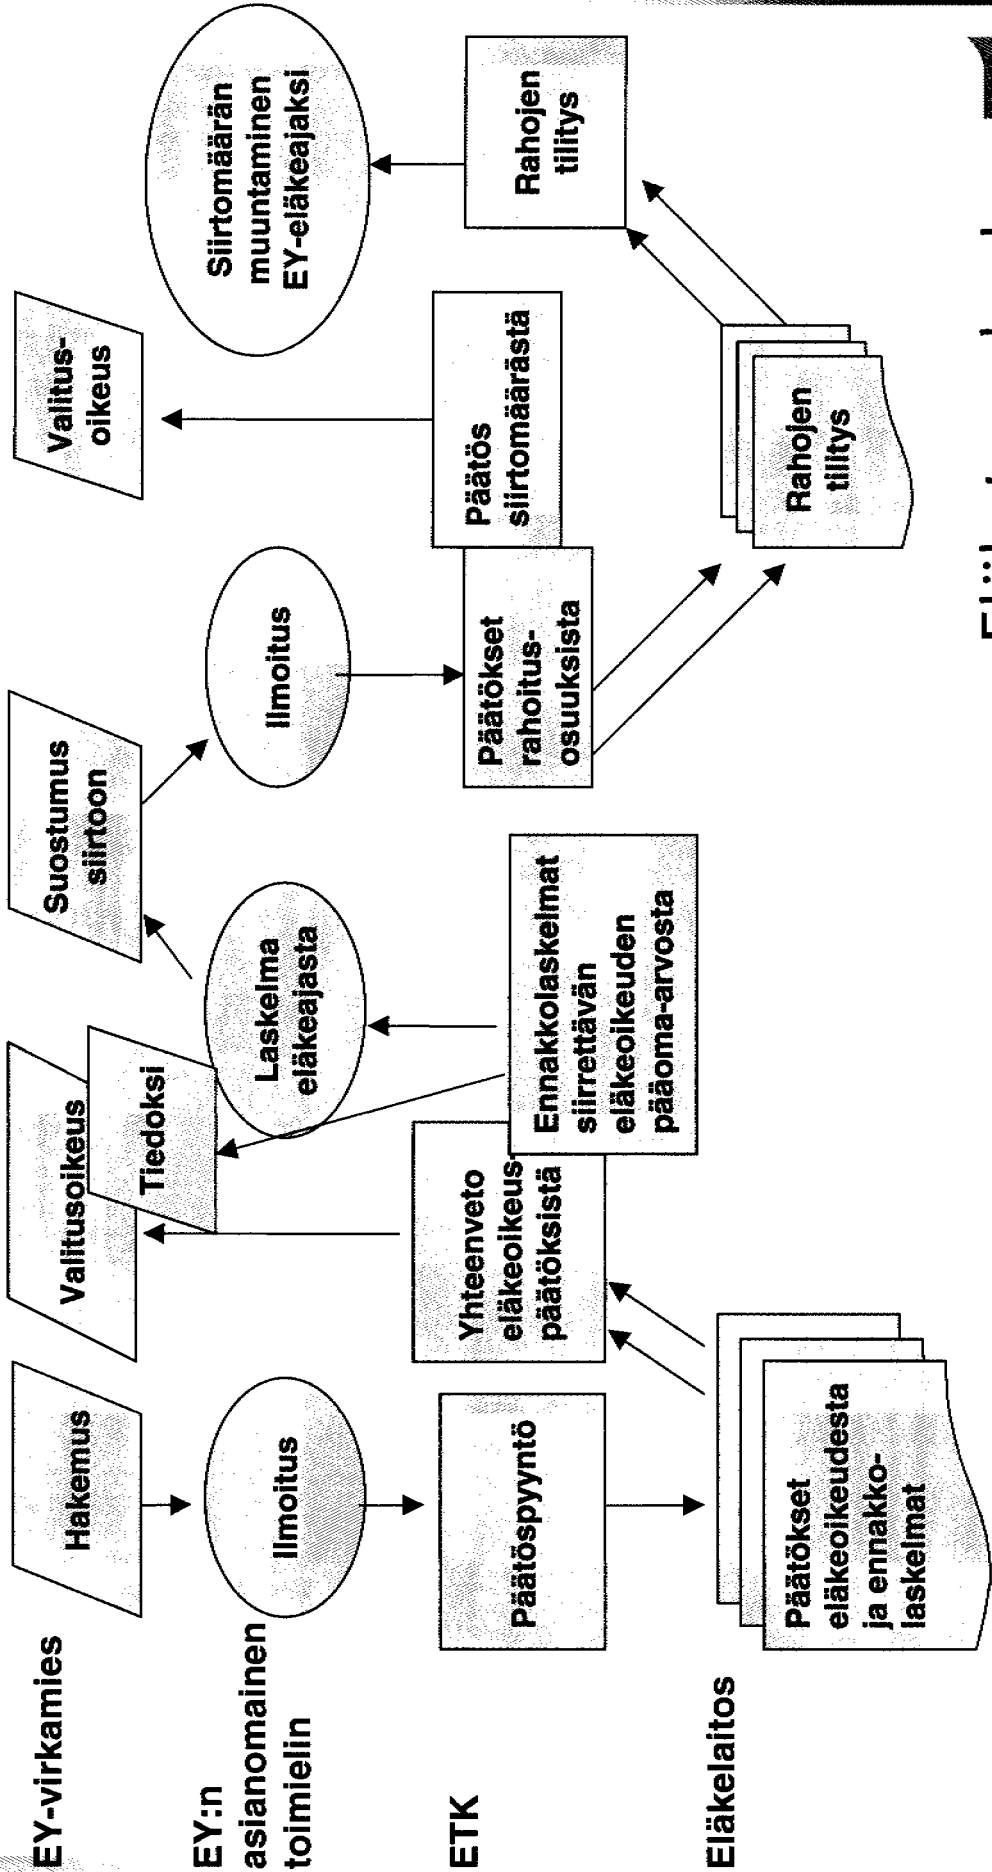 EY-virkamies
Hakemus
Valitusoikeus
Tiedoksi
Suostumus
siirtoon
Valitus-
oikeus
EY:n
asianomainen
toimielin
Ilmoitus
Laskelma
eläkeajasta
Ilmoitus
Siirtomäärän
muuntaminen
EY-eläkeajaksi
ETK
Päätöspyyntö
Yhteenveto
eläkeoikeus-
päätöksistä
Ennakkolaskelmat
siirrettävän
eläkeoikeuden
pääoma-arvosta
Päätökset
rahoitus-
osuuksista
Päätös
siirtomäärästä
Rahojen
tilitys
Eläkelaitos
Päätökset
eläkeoikeudesta
ja ennakko-
laskelmat
Rahojen
tilitys